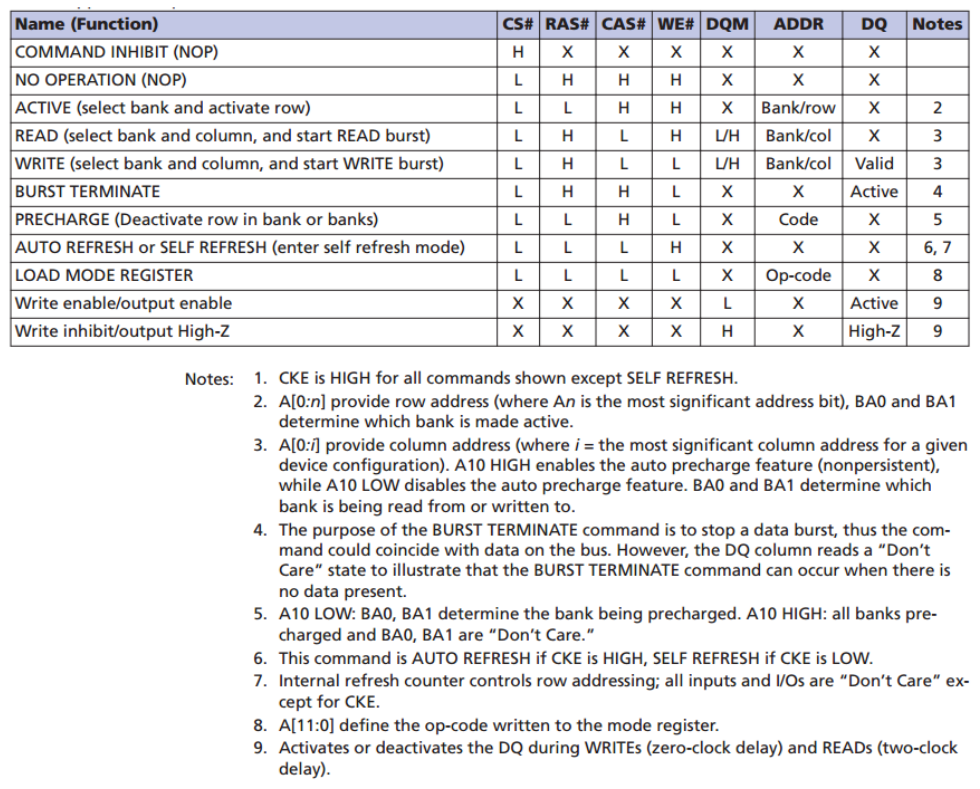 Name (Function) CS# RAS# CAS# WE# DQM ADDR DQ Notes
COMMAND INHIBIT (NOP) H X X X X X X
NO OPERATION (NOP) L H H H X X X
ACTIVE (select bank and activate row) L L H H X Bank/row X 2
READ (select bank and column, and start READ burst) L H L H L/H Bank/col X 3
WRITE (select bank and column, and start WRITE burst) L H L L L/H Bank/col Valid 3
BURST TERMINATE L H H L X X Active 4
PRECHARGE (Deactivate row in bank or banks) L L H L X Code X 5
AUTO REFRESH or SELF REFRESH (enter self refresh mode) L L L H X X X 6, 7
LOAD MODE REGISTER L L L L X Op-code X 8
Write enable/output enable X X X X L X Active 9
Write inhibit/output High-Z X X X X H X High-Z 9
Notes: 1. CKE is HIGH for all commands shown except SELF REFRESH.
2. A[0:n] provide row address (where An is the most significant address bit), BA0 and BA1
determine which bank is made active.
3. A[0:i] provide column address (where i = the most significant column address for a given
device configuration). A10 HIGH enables the auto precharge feature (nonpersistent),
while A10 LOW disables the auto precharge feature. BA0 and BA1 determine which
bank is being read from or written to.
4. The purpose of the BURST TERMINATE command is to stop a data burst, thus the com-
mand could coincide with data on the bus. However, the DQ column reads a “Don’t
Care” state to illustrate that the BURST TERMINATE command can occur when there is
no data present.
5. A10 LOW: BA0, BA1 determine the bank being precharged. A10 HIGH: all banks pre-
charged and BA0, BA1 are “Don’t Care.”
6. This command is AUTO REFRESH if CKE is HIGH, SELF REFRESH if CKE is LOW.
7. Internal refresh counter controls row addressing; all inputs and I/Os are “Don’t Care” ex-
cept for CKE.
8. A[11:0] define the op-code written to the mode register.
9. Activates or deactivates the DQ during WRITEs (zero-clock delay) and READs (two-clock
delay).